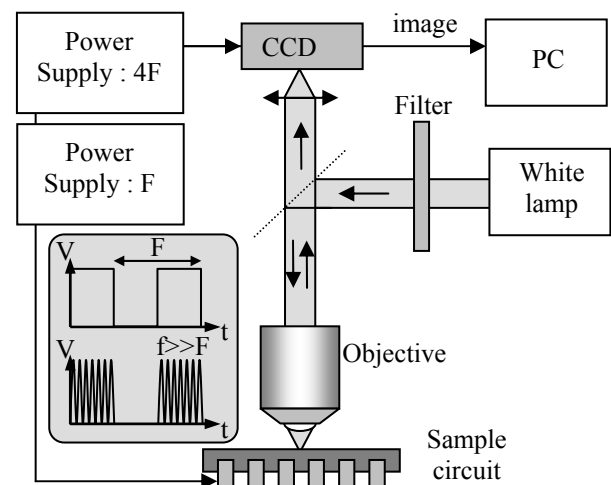 Power
Supply : 4F
CCD
image
PC
Filter
Power
Supply : F
White
lamp
V
F
t
V
f>>F
t
Objective
Sample
circuit